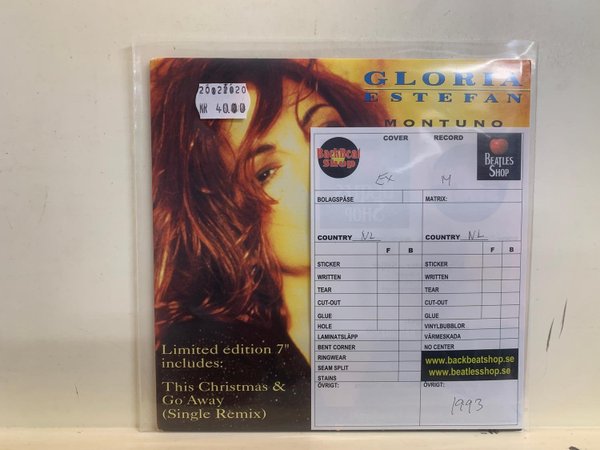 GLORIA
ESTEFAN
MONTUNO
20022020
NK 40.00
COVER
RECORD
BackBeat
Shop
BEATLES
SHOP
EX
M
BOLAGSPÅSE
MATRIX:
COUNTRY NL
COUNTRY NL
F B
F B
STICKER
STICKER
WRITTEN
WRITTEN
TEAR
TEAR
CUT-OUT
CUT-OUT
GLUE
GLUE
HOLE
VINYLBUBBLOR
LAMINATSLÄPP
VÄRMESKADA
BENT CORNER
NO CENTER
RINGWEAR
SEAM SPLIT
STAINS
www.backbeatshop.se
www.beatlesshop.se
ÖVRIGT:
ÖVRIGT:
1993
Limited edition 7"
includes:
This Christmas &
Go Away
(Single Remix)